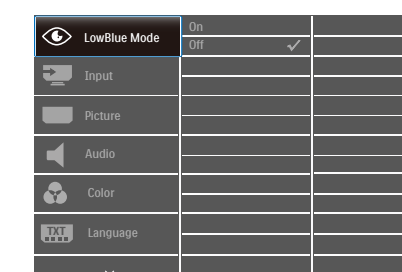 LowBlue Mode
On
Off
Input
Picture
Audio
Color
TXT
Language